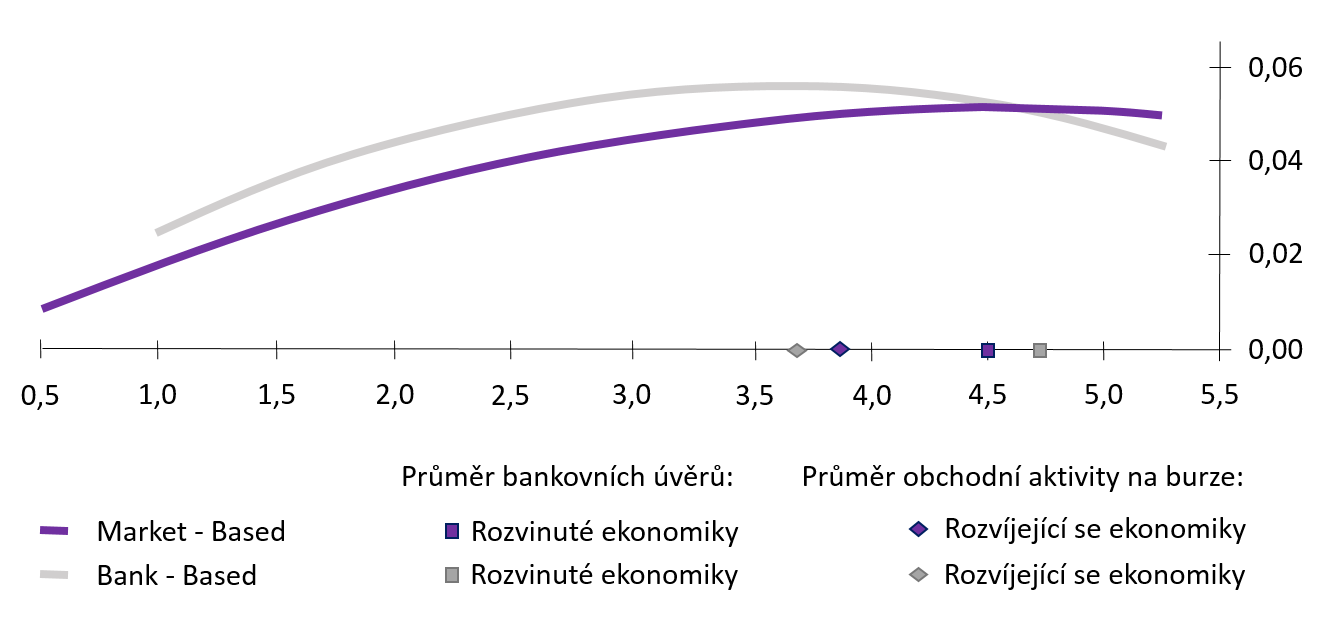 0,06
0,04
0,02
0,00
0,5 1,0 1,5 2,0 2,5 3,0 3,5 4,0 4,5 5,0 5,5
Průměr bankovních úvěrů: Průměr obchodní aktivity na burze:
Market - Based Rozvinuté ekonomiky Rozvíjející se ekonomiky
Bank - Based Rozvinuté ekonomiky Rozvíjející se ekonomiky